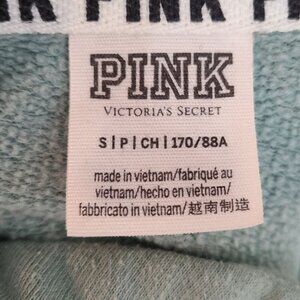 PINK
PINK
VICTORIA'S SECRET
S | P | CH | 170/88A
made in vietnam/fabriqué au
vietnam/hecho en vietnam/
fabbricato in vietnam/越南制造